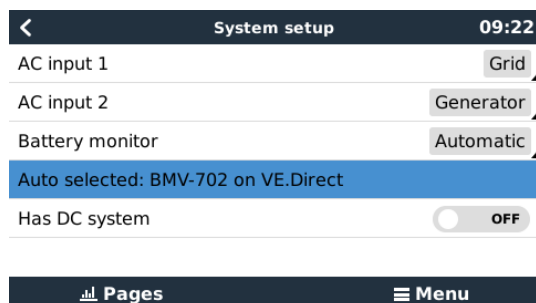 System setup 09:22
AC input 1 Grid
AC input 2 Generator
Battery monitor Automatic
Auto selected: BMV-702 on VE.Direct
Has DC system OFF
Pages Menu